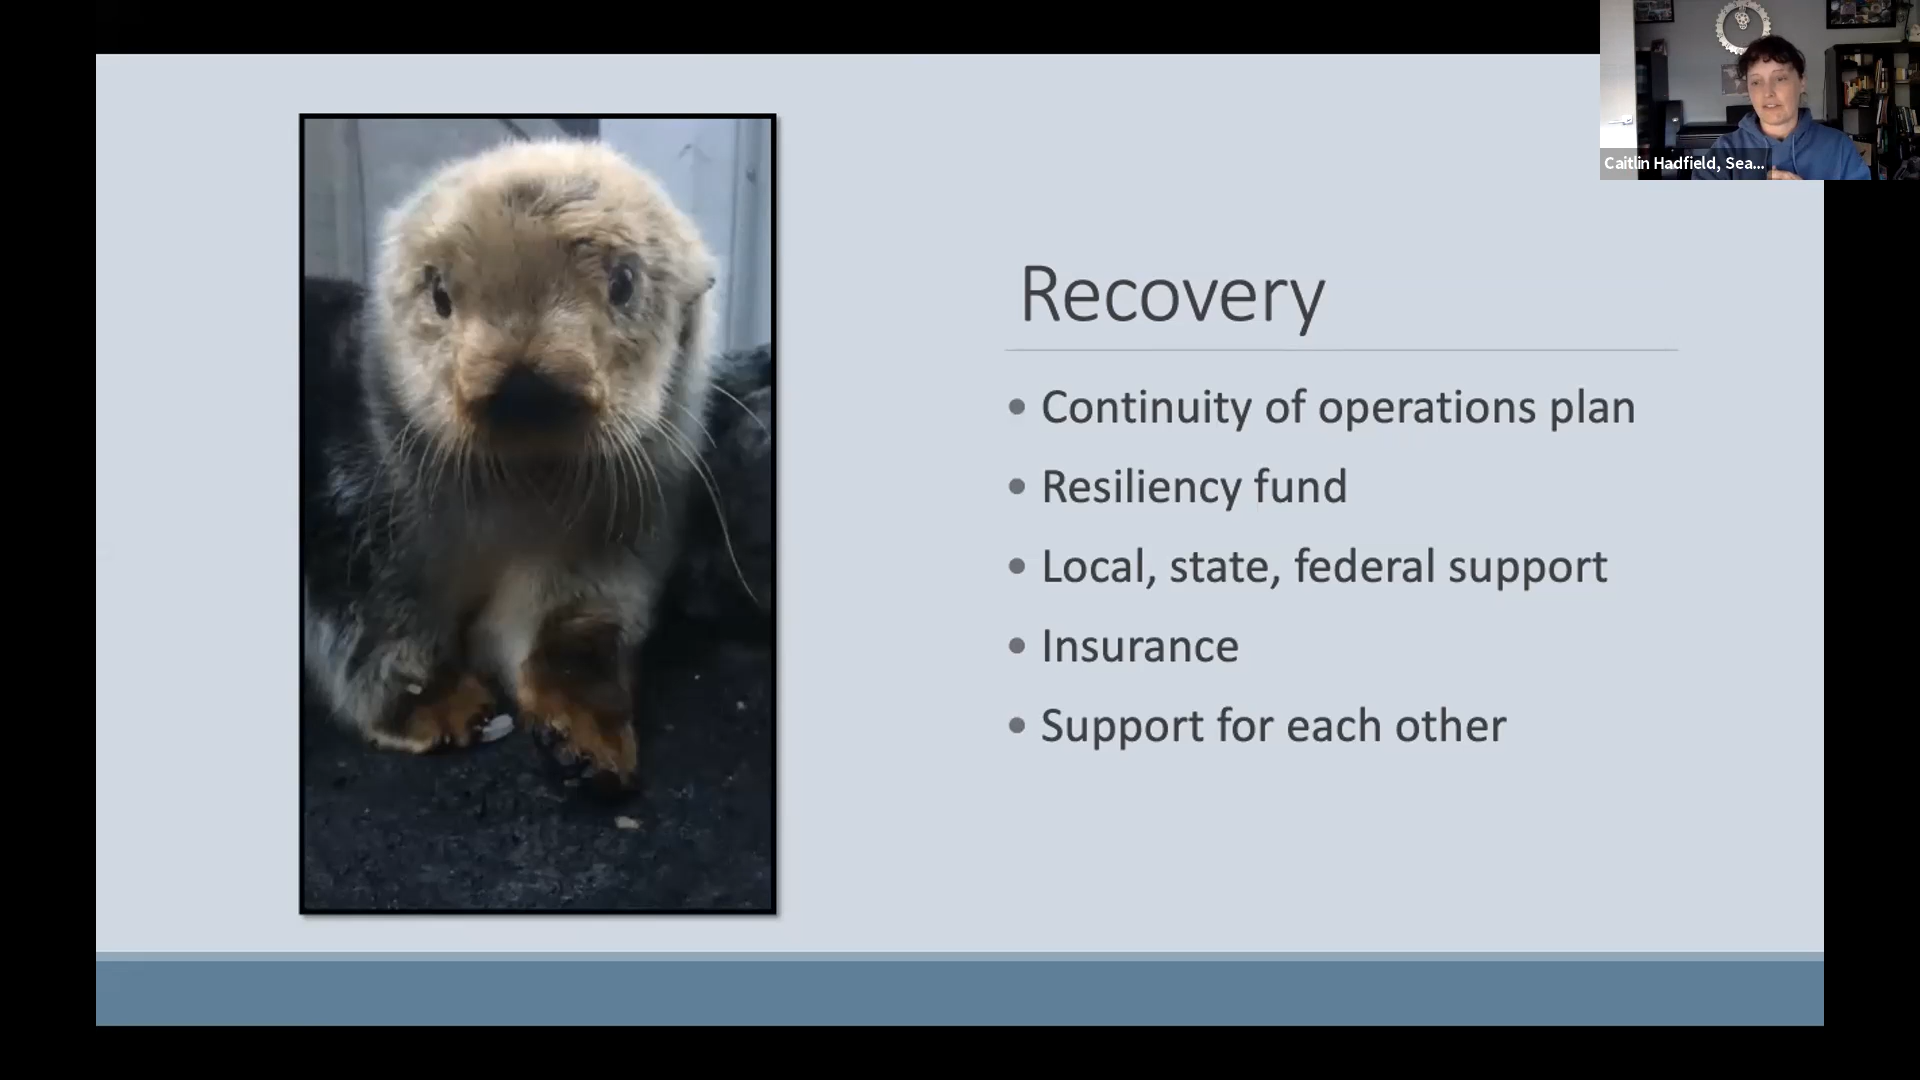 Caitlin Hadfield, Sea...
Recovery
• Continuity of operations plan
• Resiliency fund
• Local, state, federal support
• Insurance
• Support for each other